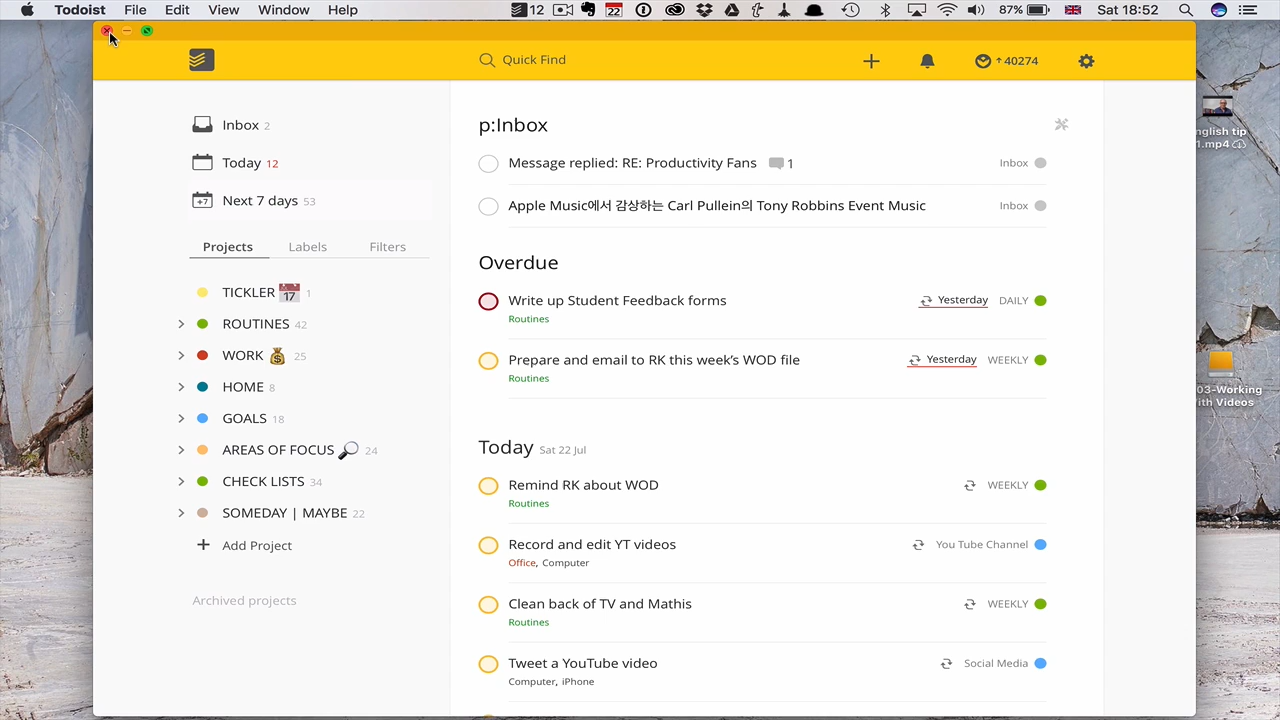 Todoist File Edit View Window Help 12 22 87% Sat 18:52
Quick Find
40274
Inbox 2
Today 12
+7 Next 7 days 53
Projects Labels Filters
TICKLER 17 1
ROUTINES 42
WORK 25
HOME 8
GOALS 18
AREAS OF FOCUS 24
CHECK LISTS 34
SOMEDAY | MAYBE 22
Add Project
Archived projects
p:Inbox
Message replied: RE: Productivity Fans 1 Inbox
Apple Music에서 감상하는 Carl Pullein의 Tony Robbins Event Music Inbox
Overdue
Write up Student Feedback forms Yesterday DAILY
Routines
Prepare and email to RK this week’s WOD file Yesterday WEEKLY
Routines
Today Sat 22 Jul
Remind RK about WOD WEEKLY
Routines
Record and edit YT videos You Tube Channel
Office, Computer
Clean back of TV and Mathis WEEKLY
Routines
Tweet a YouTube video Social Media
Computer, iPhone
nglish tip
1.mp4
03-Working
ith Videos